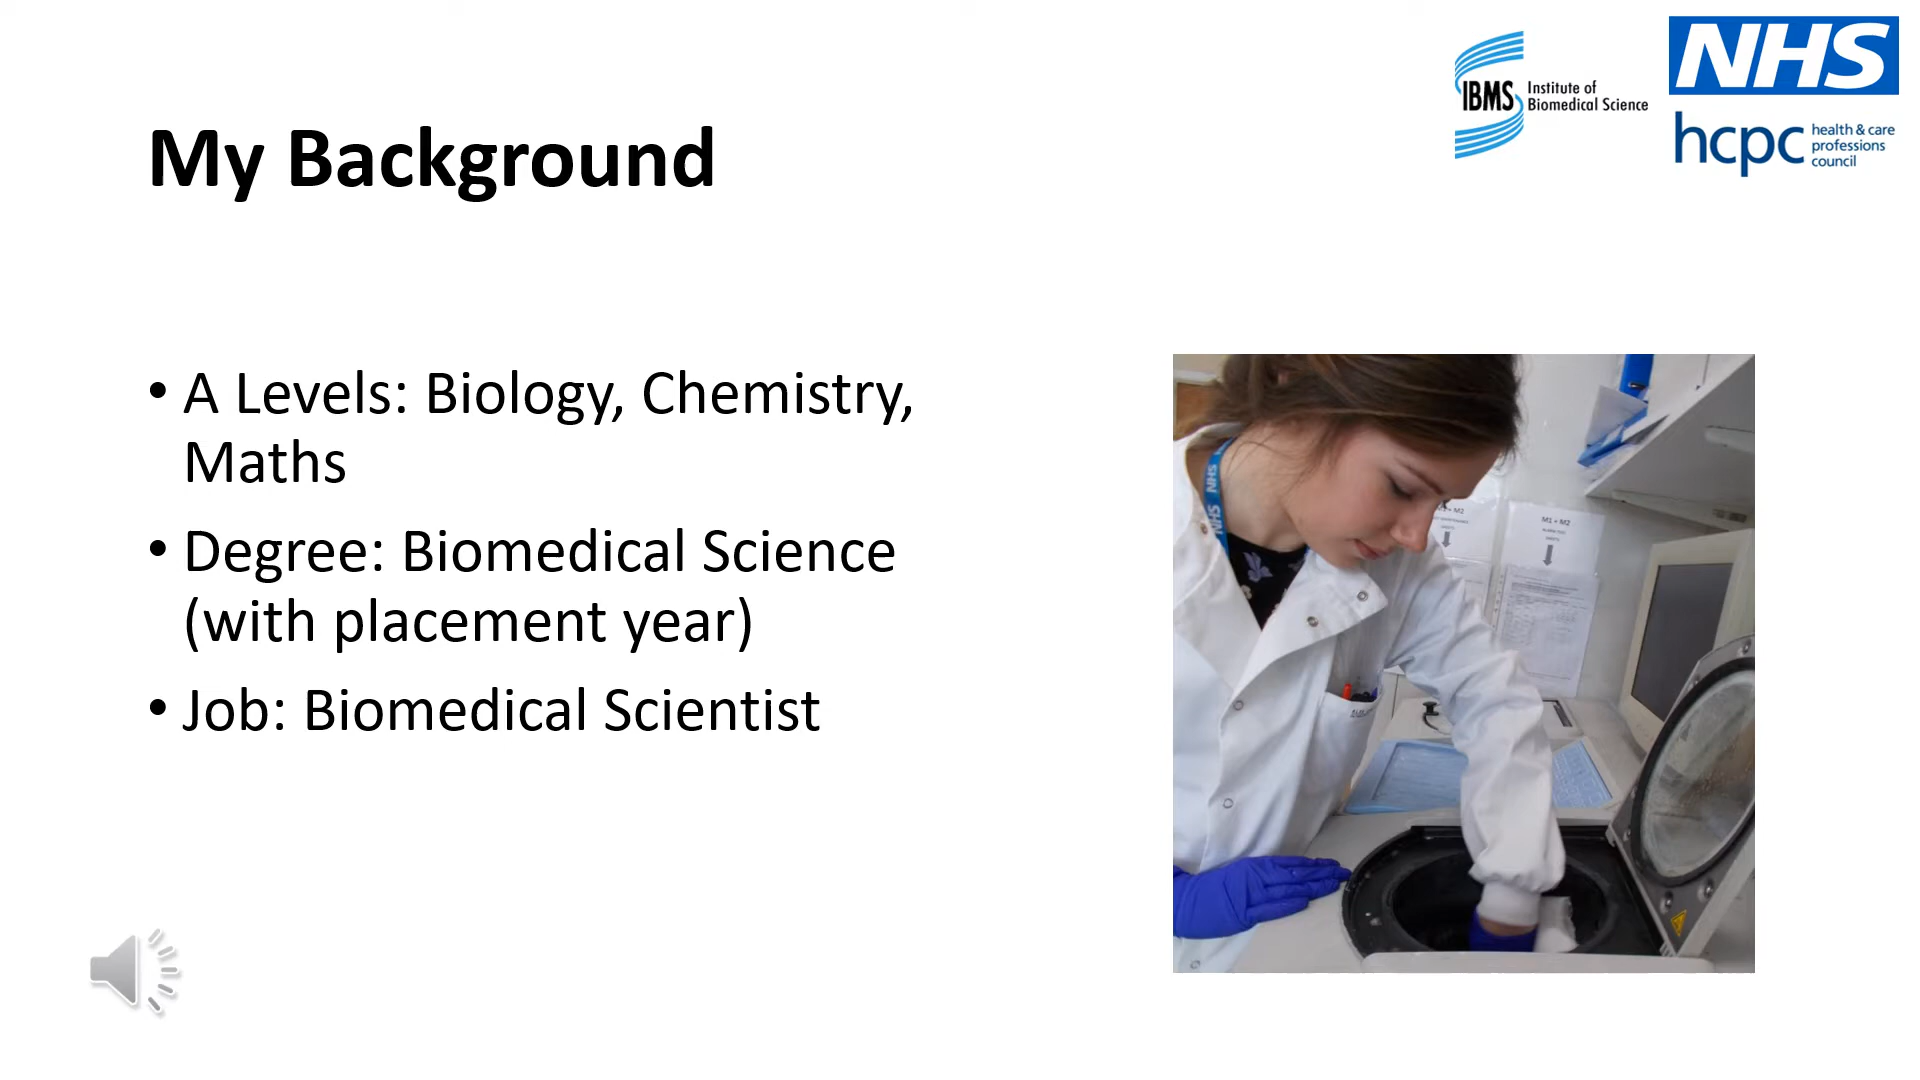 My Background
IBMS
Institute of
Biomedical Science
NHS
hcpc
health & care
professions
council
• A Levels: Biology, Chemistry,
Maths
• Degree: Biomedical Science
(with placement year)
• Job: Biomedical Scientist
NHS
NHS
M1 + M2